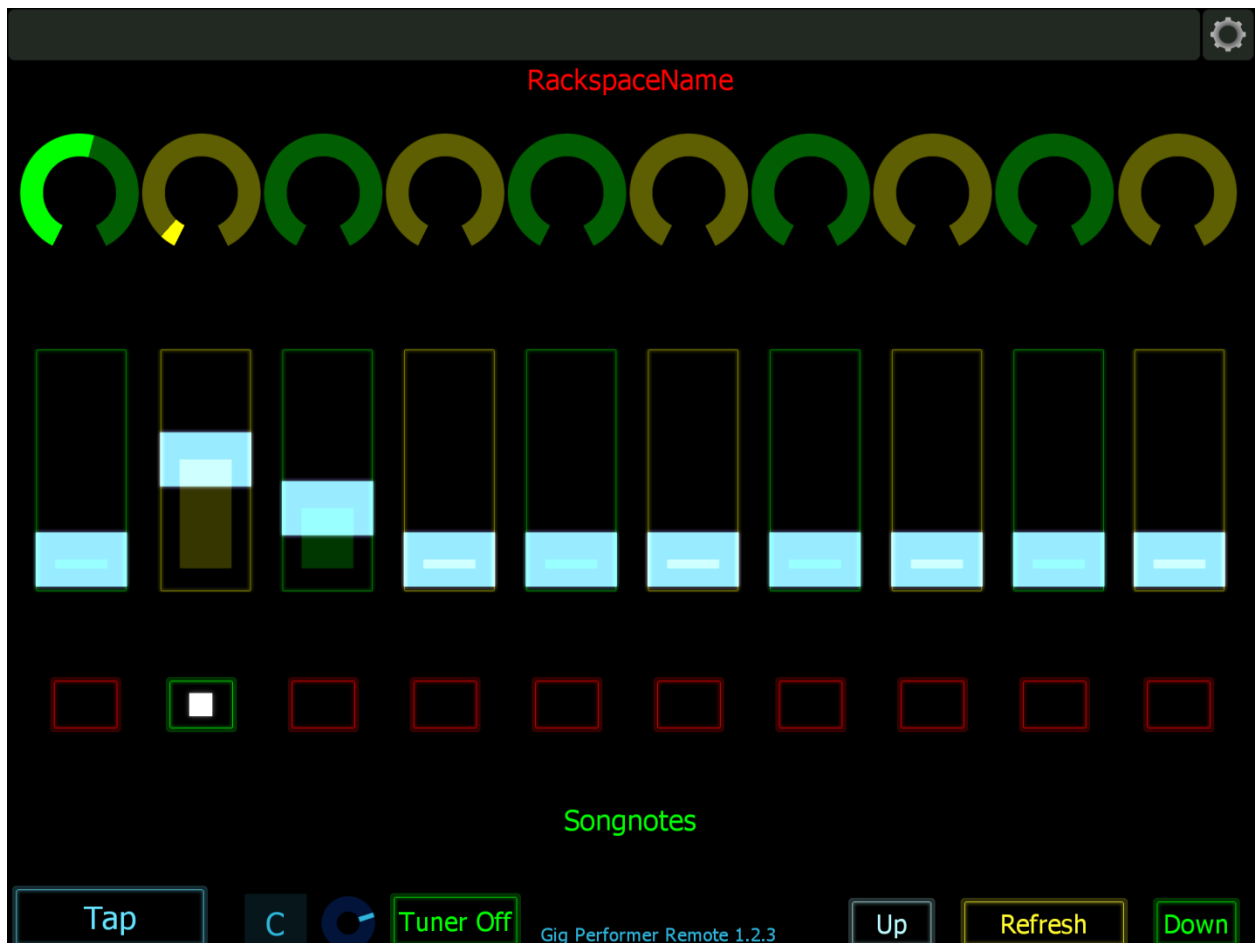 RackspaceName
Songnotes
Tap
C
Tuner Off
Gig Performer Remote 1.2.3
Up
Refresh
Down